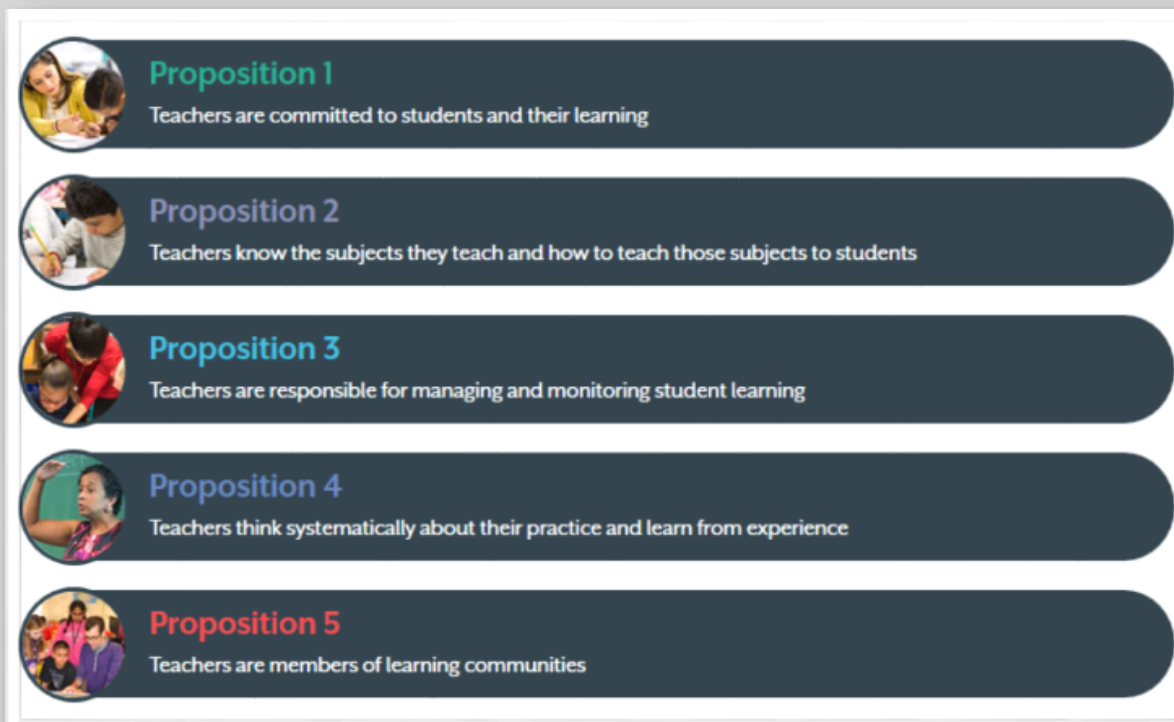 Proposition 1
Teachers are committed to students and their learning
Proposition 2
Teachers know the subjects they teach and how to teach those subjects to students
Proposition 3
Teachers are responsible for managing and monitoring student learning
Proposition 4
Teachers think systematically about their practice and learn from experience
Proposition 5
Teachers are members of learning communities